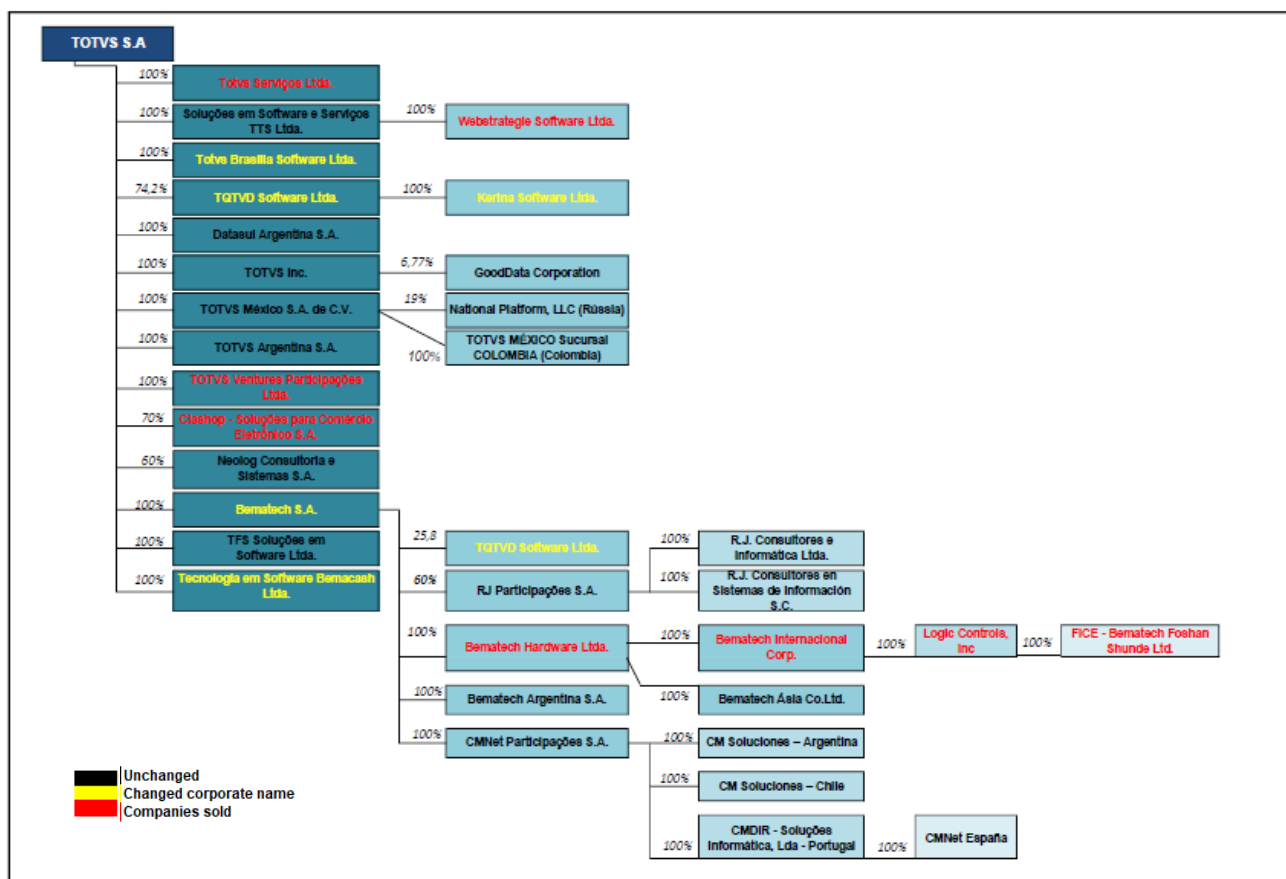 TOTVS S.A
100%
Totvs Serviços Ltda.
100%
Soluções em Software e Serviços
TTS Ltda.
100%
Webstrategie Software Ltda.
100%
Totvs Brasilia Software Ltda.
74,2%
TQTVD Software Ltda.
100%
Kerina Software Ltda.
100%
Datasul Argentina S.A.
100%
TOTVS Inc.
6,77%
GoodData Corporation
100%
TOTVS México S.A. de C.V.
19%
National Platform, LLC (Rússia)
100%
TOTVS Argentina S.A.
100%
TOTVS MÉXICO Sucursal
COLOMBIA (Colombia)
100%
TOTVS Ventures Participações
Ltda.
70%
Ciashop - Soluções para Comércio
Eletrônico S.A.
60%
Neolog Consultoria e
Sistemas S.A.
100%
Bematech S.A.
100%
TFS Soluções em
Software Ltda.
25,8
TQTVD Software Ltda.
100%
R.J. Consultores e
Informática Ltda.
100%
Tecnologia em Software Bemacash
Ltda.
60%
RJ Participações S.A.
100%
R.J. Consultores en
Sistemas de Información
S.C.
100%
Bematech Hardware Ltda.
100%
Bematech Internacional
Corp.
100%
Logic Controls,
Inc
100%
FICE - Bematech Foshan
Shunde Ltd.
100%
Bematech Argentina S.A.
100%
Bematech Ásia Co.Ltd.
100%
CMNet Participações S.A.
100%
CM Soluciones – Argentina
100%
CM Soluciones – Chile
100%
CMDIR - Soluções
Informática, Lda - Portugal
100%
CMNet España
Unchanged
Changed corporate name
Companies sold